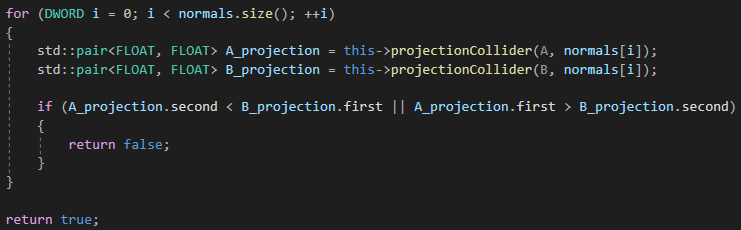 for (DWORD i = 0; i < normals.size(); ++i)
{
    std::pair<FLOAT, FLOAT> A_projection = this->projectionCollider(A, normals[i]);
    std::pair<FLOAT, FLOAT> B_projection = this->projectionCollider(B, normals[i]);

    if (A_projection.second < B_projection.first || A_projection.first > B_projection.second)
    {
        return false;
    }
}

return true;